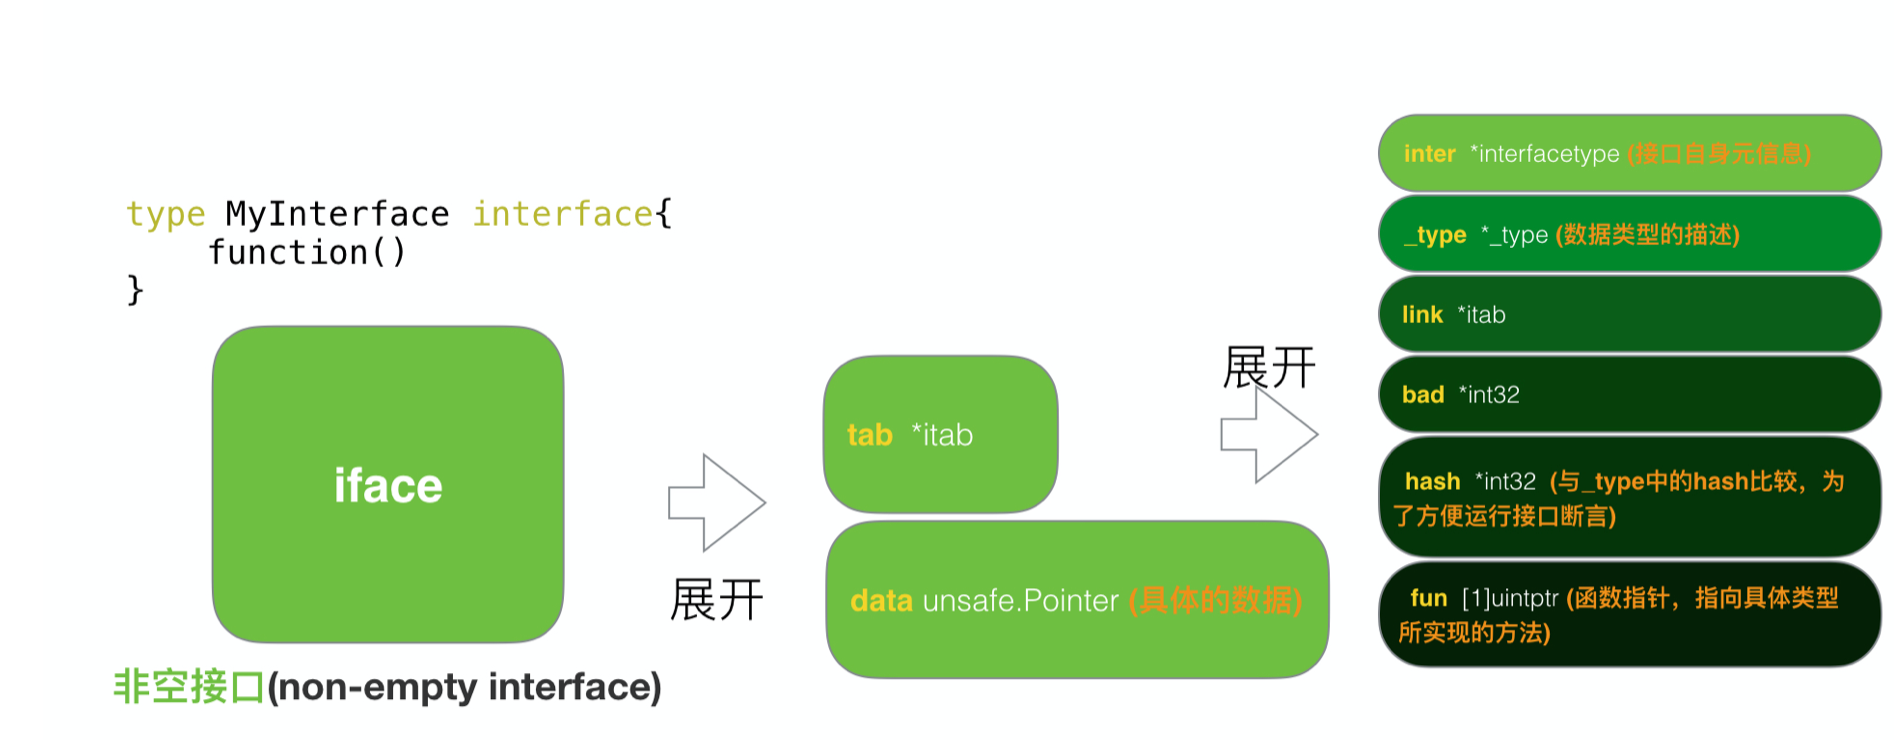 type MyInterface interface{
function()
}
iface
非空接口(non-empty interface)
展开
tab *itab
data unsafe.Pointer (具体的数据)
展开
inter *interfacetype (接口自身元信息)
_type *_type (数据类型的描述)
link *itab
bad *int32
hash *int32 (与_type中的hash比较，为
了方便运行接口断言)
fun [1]uintptr (函数指针，指向具体类型
所实现的方法)